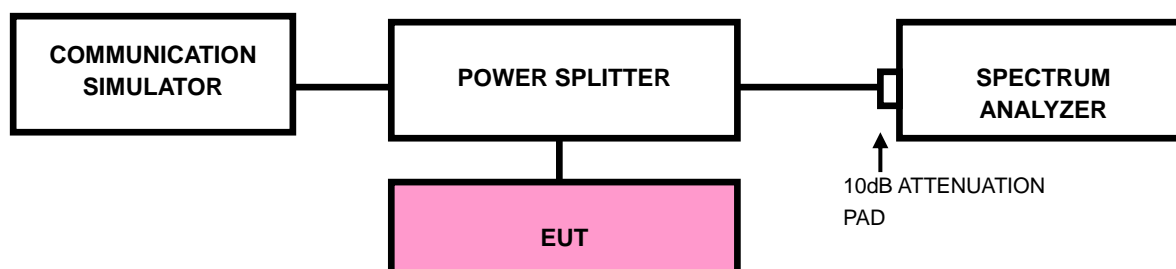 COMMUNICATION
SIMULATOR
POWER SPLITTER
SPECTRUM
ANALYZER
10dB ATTENUATION
PAD
EUT